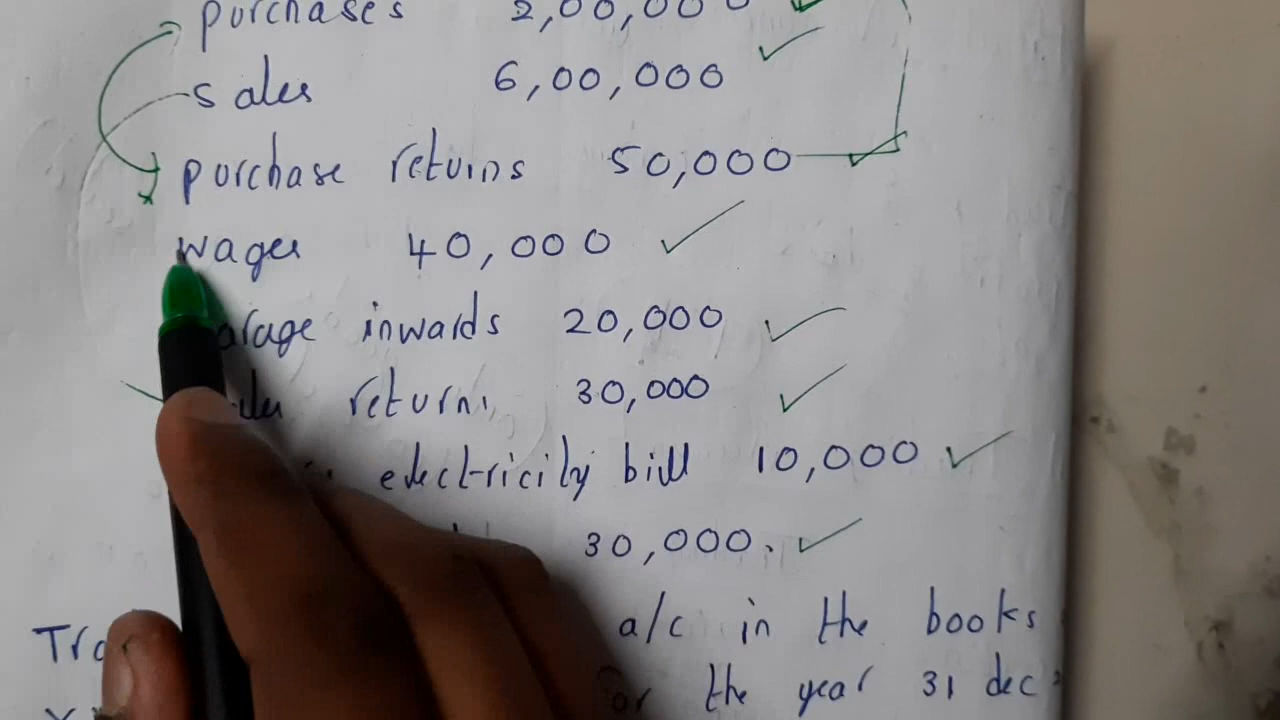 purchases 2,00,000
sales 6,00,000
purchase returns 50,000
wages 40,000
inwards 20,000
returns 30,000
electricity bill 10,000
30,000.
a/c in the books
the year 31 dec